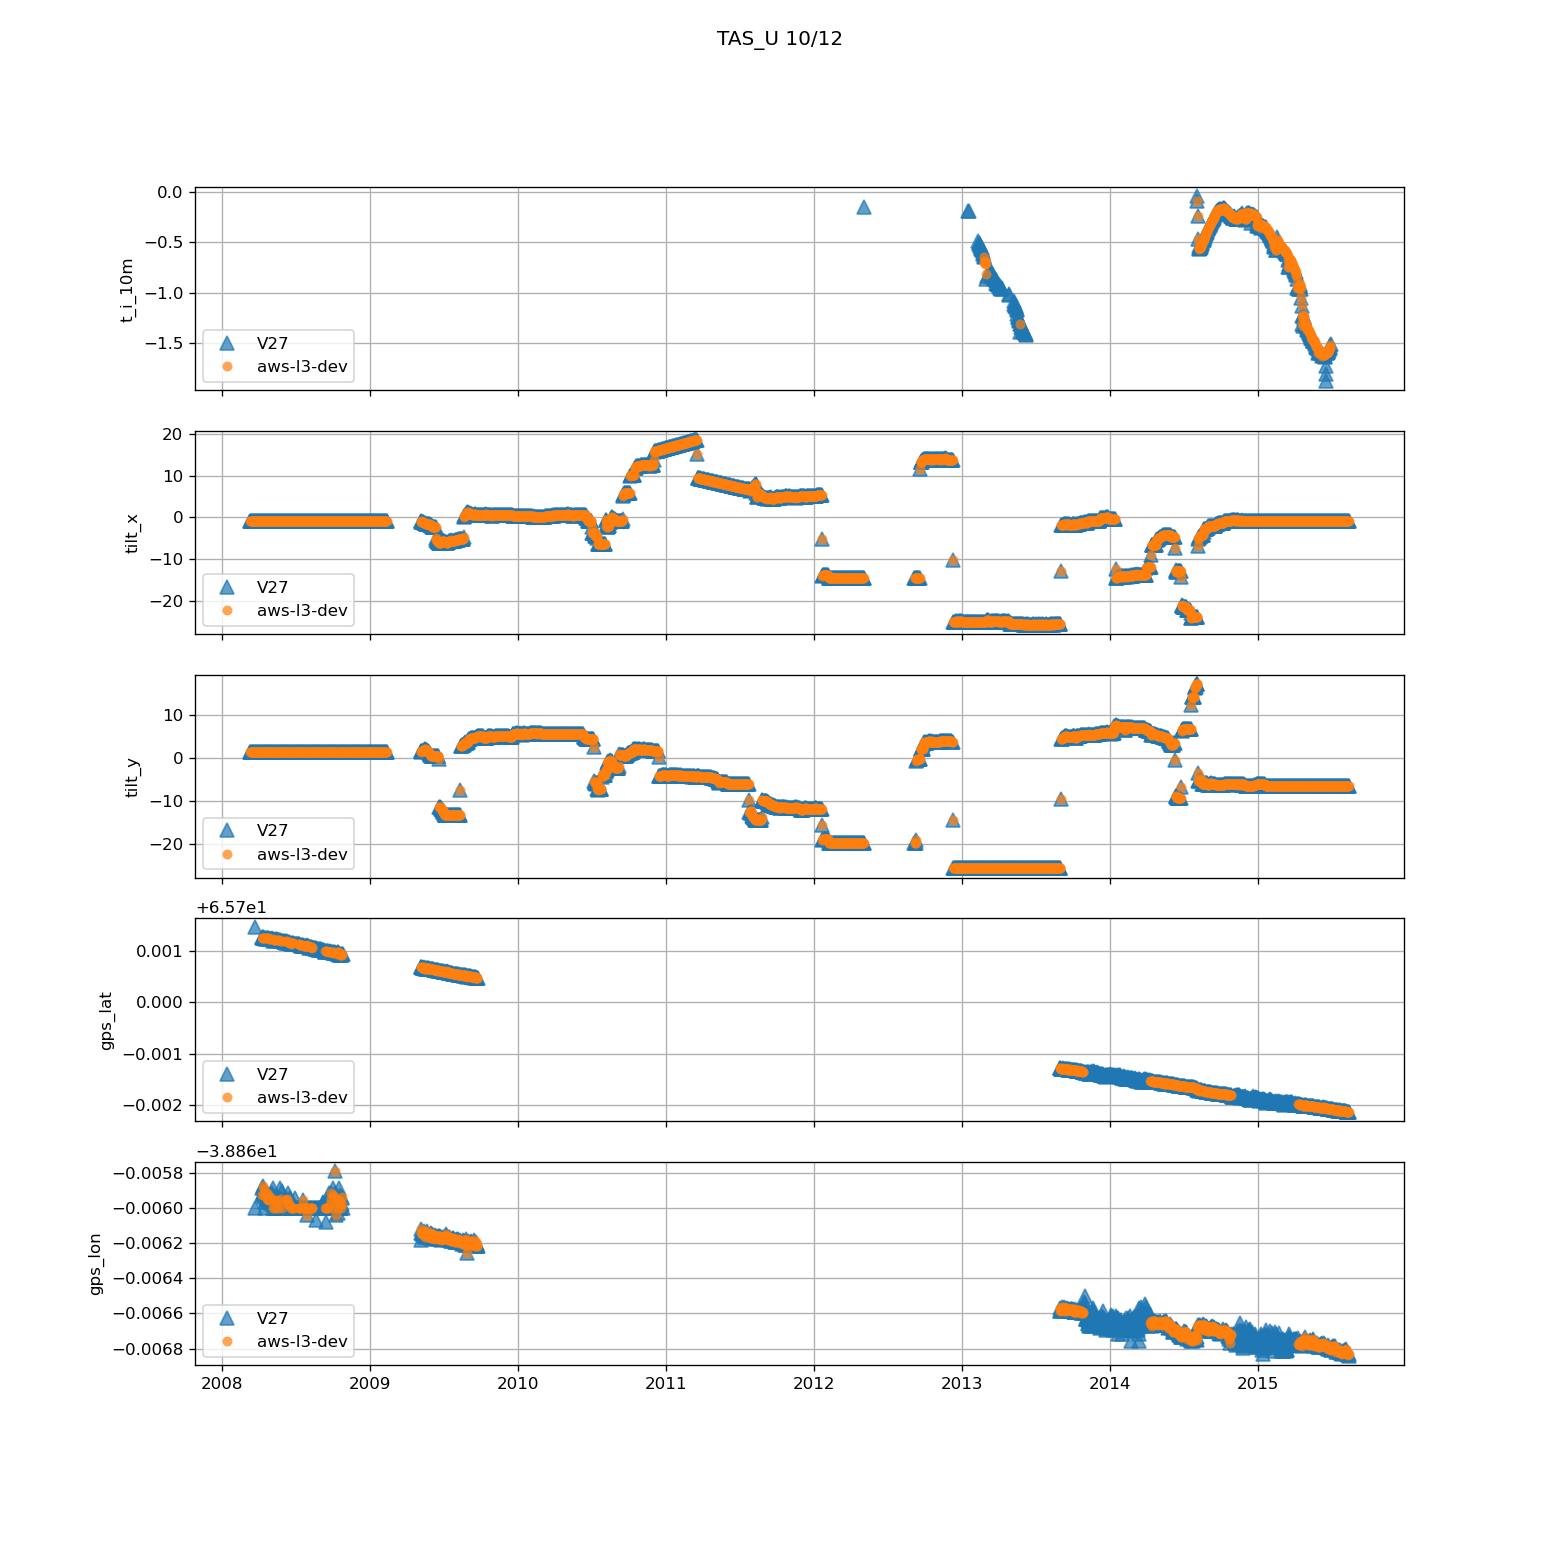 TAS_U 10/12
0.0
−0.5
−1.0
−1.5
t_i_10m
V27
aws-l3-dev
20
10
0
−10
−20
tilt_x
V27
aws-l3-dev
10
0
−10
−20
tilt_y
V27
aws-l3-dev
+6.57e1
0.001
0.000
−0.001
−0.002
gps_lat
V27
aws-l3-dev
−3.886e1
−0.0058
−0.0060
−0.0062
−0.0064
−0.0066
−0.0068
gps_lon
V27
aws-l3-dev
2008 2009 2010 2011 2012 2013 2014 2015